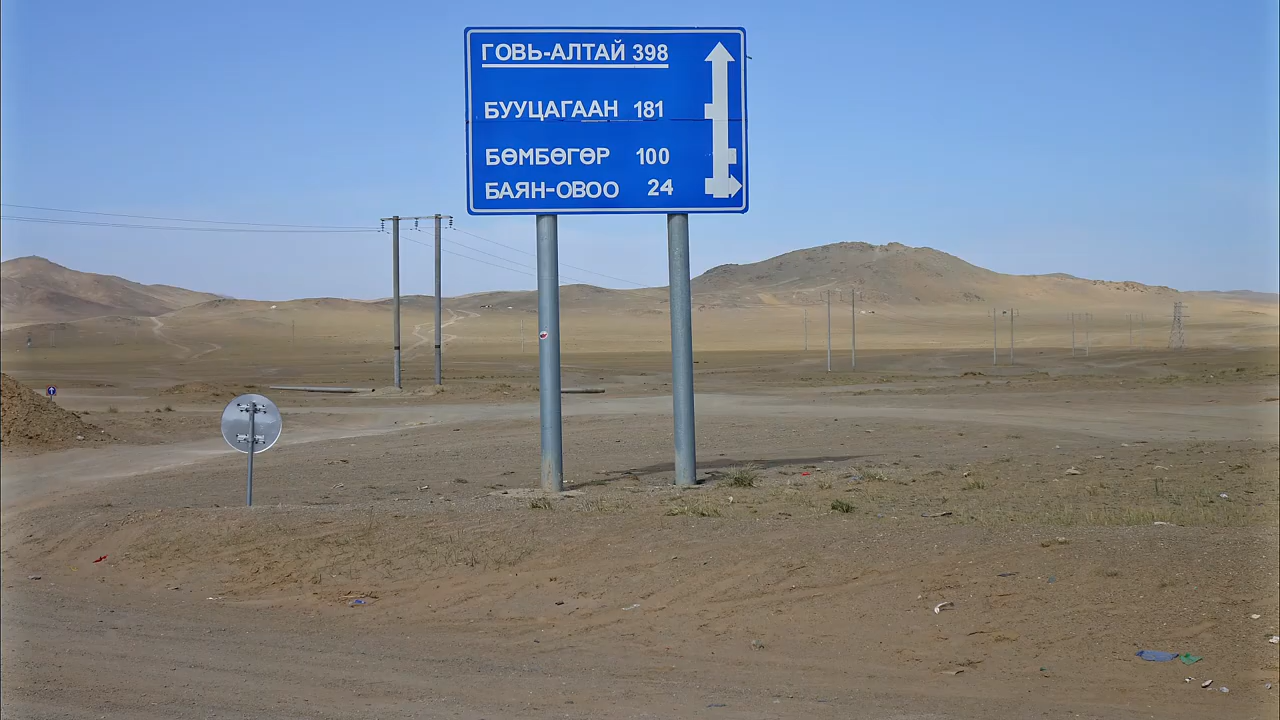 ГОВЬ-АЛТАЙ 398
БУУЦАГААН 181
БӨМБӨГӨР 100
БАЯН-ОВОО 24